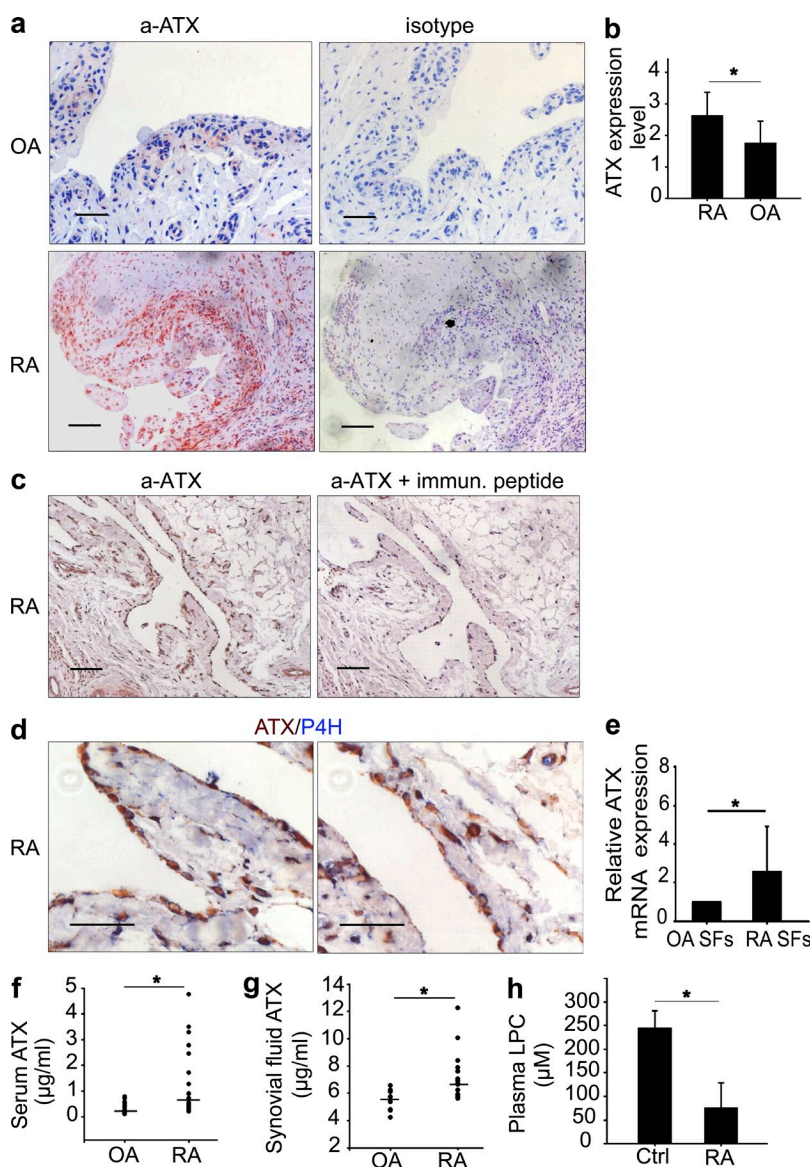 a
a-ATX
isotype
OA
RA
b
ATX expression
level
4
3
2
1
0
*
RA
OA
c
a-ATX
a-ATX + immun. peptide
RA
d
ATX/P4H
RA
e
Relative ATX
mRNA expression
8
6
4
2
0
*
OA SFs
RA SFs
f
Serum ATX
(µg/ml)
5
4
3
2
1
0
*
OA
RA
g
Synovial fluid ATX
(µg/ml)
14
12
10
8
6
4
2
*
OA
RA
h
Plasma LPC
(µM)
300
250
200
150
100
50
0
*
Ctrl
RA